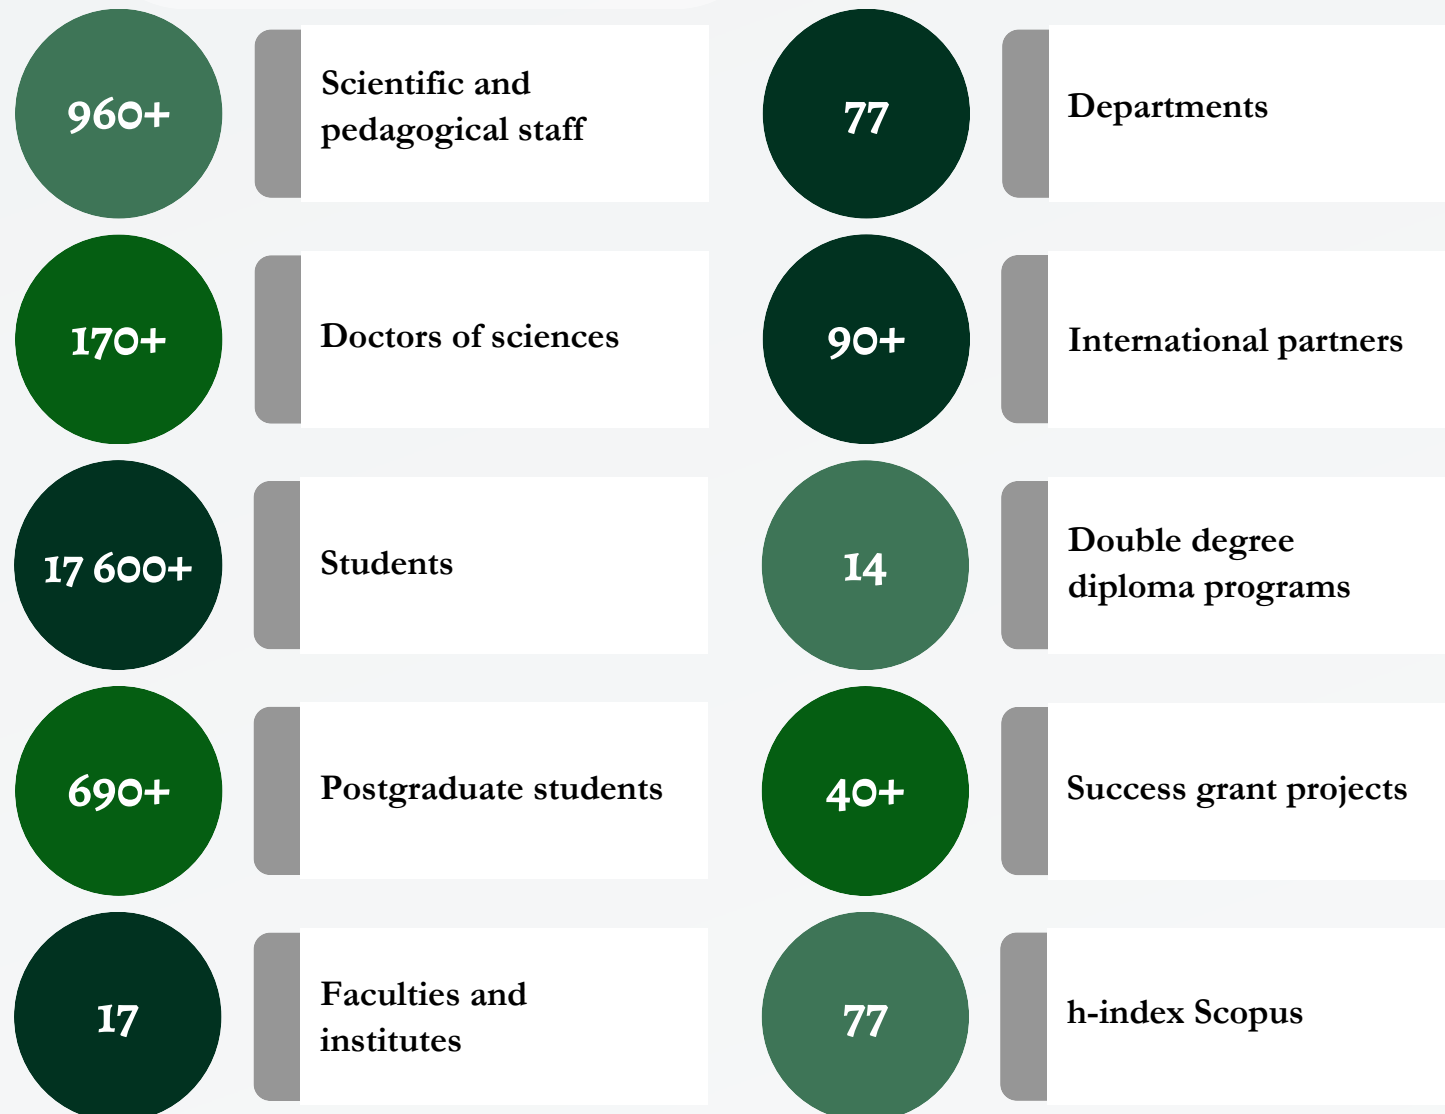 960+
Scientific and
pedagogical staff
170+
Doctors of sciences
17 600+
Students
690+
Postgraduate students
17
Faculties and
institutes
77
Departments
90+
International partners
14
Double degree
diploma programs
40+
Success grant projects
77
h-index Scopus